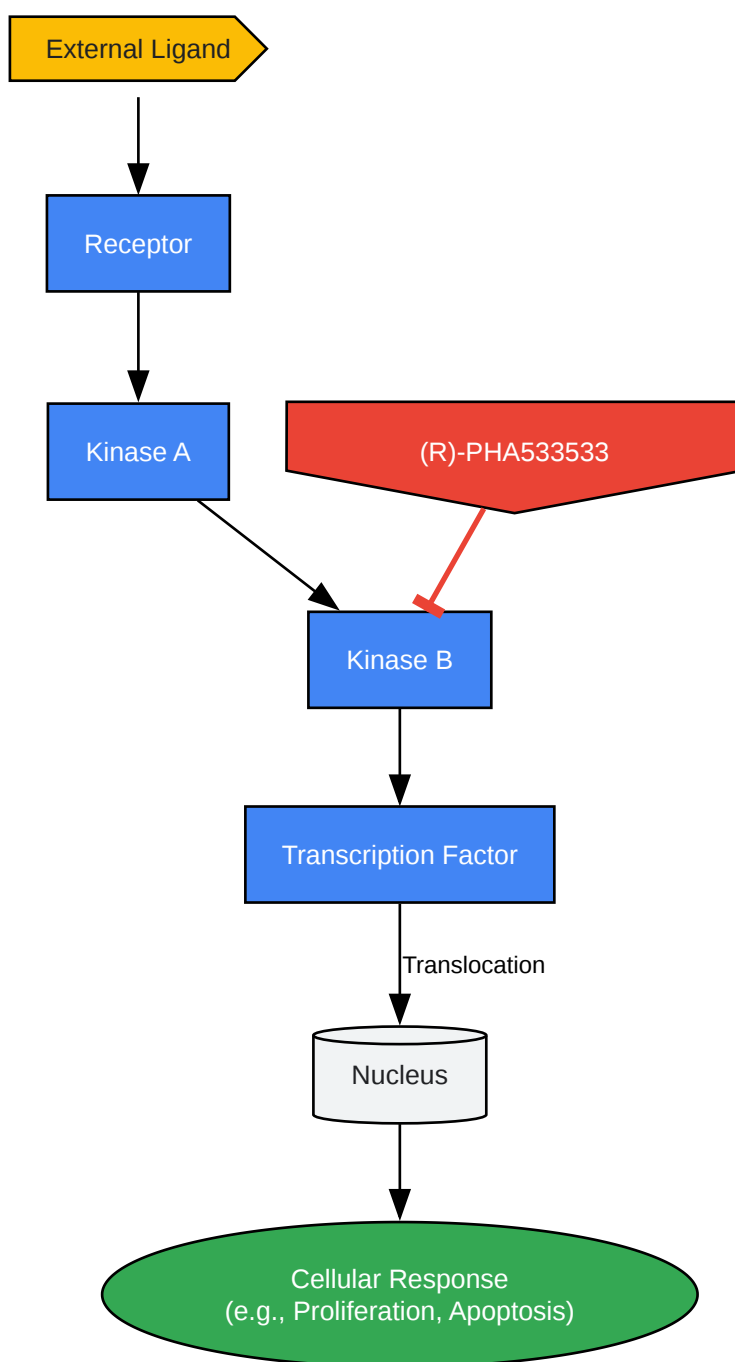 External Ligand
Receptor
Kinase A
(R)-PHA533533
Kinase B
Transcription Factor
Translocation
Nucleus
Cellular Response
(e.g., Proliferation, Apoptosis)